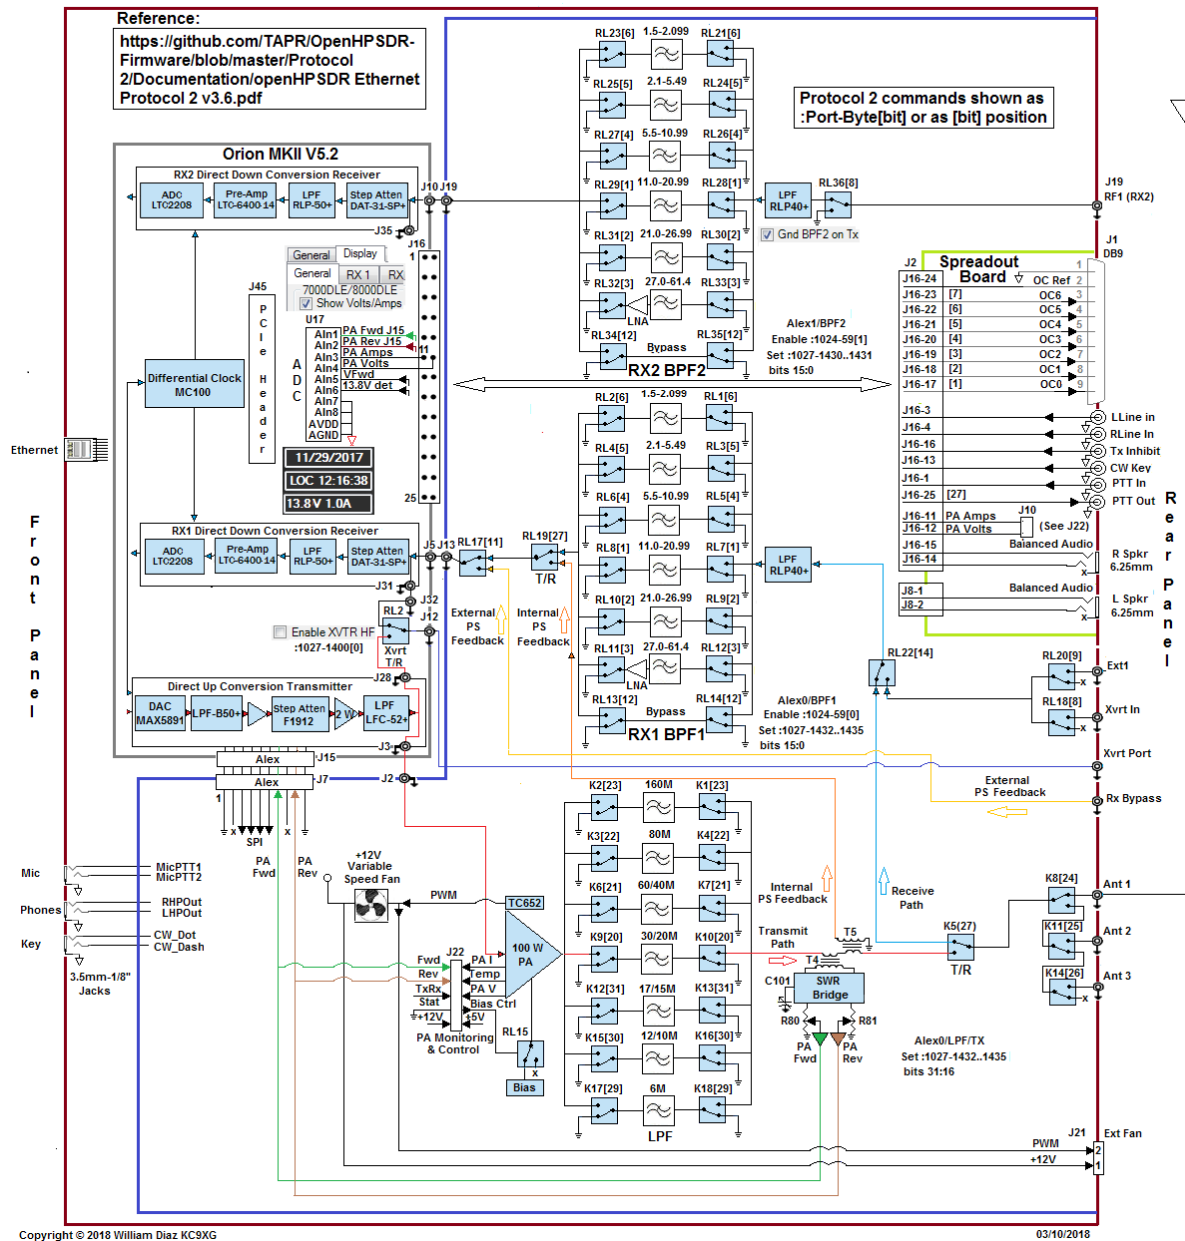 Reference:
https://github.com/TAPR/OpenHPSDR-
Firmware/blob/master/Protocol
2/Documentation/openHPSDR Ethernet
Protocol 2 v3.6.pdf
Protocol 2 commands shown as
:Port-Byte[bit] or as [bit] position
RL23[6] 1.5-2.099 RL21[6]
RL25[5] 2.1-5.49 RL24[5]
RL27[4] 5.5-10.99 RL26[4]
RL29[1] 11.0-20.99 RL28[1]
RL31[2] 21.0-26.99 RL30[2]
RL32[3] 27.0-61.4 RL33[3]
LNA
RL34[12] Bypass RL35[12]
RX2 BPF2
LPF
RLP40+
RL36[8]
Gnd BPF2 on Tx
J19
RF1 (RX2)
Alex1/BPF2
Enable :1024-59[1]
Set :1027-1430..1431
bits 15:0
Orion MKII V5.2
RX2 Direct Down Conversion Receiver
ADC
LTC2208
Pre-Amp
LTC-6400-14
LPF
RLP-50+
Step Atten
DAT-31-SP+
J10 J19
J35
J16
1
11
25
General Display
General RX 1 RX
7000DLE/8000DLE
Show Volts/Amps
J45
PCIe Header
U17
ADC
AIn1 PA Fwd J15
AIn2 PA Rev J15
AIn3 PA Amps
AIn4 PA Volts
AIn5 VFwd
AIn6 13.8V det
AIn7
AIn8
AVDD
AGND
Differential Clock
MC100
11/29/2017
LOC 12:16:38
13.8V 1.0A
Ethernet
Front Panel
RX1 Direct Down Conversion Receiver
ADC
LTC2208
Pre-Amp
LTC-6400-14
LPF
RLP-50+
Step Atten
DAT-31-SP+
J5 J13
J31
J32
RL2
J12
Enable XVTR HF
:1027-1400[0]
Xvrt
T/R
J28
Direct Up Conversion Transmitter
DAC
MAX5891
LPF-B50+
Step Atten
F1912
2 W
LPF
LFC-52+
J3
Alex J15
Alex J7
J2
1
x x
SPI
PA
Fwd
PA
Rev
RL17[11]
RL19[27]
T/R
External
PS
Feedback
Internal
PS
Feedback
RL2[6] 1.5-2.099 RL1[6]
RL4[5] 2.1-5.49 RL3[5]
RL6[4] 5.5-10.99 RL5[4]
RL8[1] 11.0-20.99 RL7[1]
RL10[2] 21.0-26.99 RL9[2]
RL11[3] 27.0-61.4 RL12[3]
LNA
RL13[12] Bypass RL14[12]
RX1 BPF1
LPF
RLP40+
Alex0/BPF1
Enable :1024-59[0]
Set :1027-1432..1435
bits 15:0
RL22[14]
RL20[9]
x
RL18[8]
Ext1
Xvrt In
Xvrt Port
Rx Bypass
External
PS Feedback
J1
DB9
J2 Spreadout
Board
1
J16-24 OC Ref 2
J16-23 [7] OC6 3
J16-22 [6] OC5 4
J16-21 [5] OC4 5
J16-20 [4] OC3 6
J16-19 [3] OC2 7
J16-18 [2] OC1 8
J16-17 [1] OC0 9
J16-3 LLine in
J16-4 RLine In
J16-16 Tx Inhibit
J16-13 CW Key
J16-1 PTT In
J16-25 [27] PTT Out
J16-11 PA Amps J10
J16-12 PA Volts (See J22)
J16-15 Balanced Audio
J16-14 x
R Spkr
6.25mm
J8-1 Balanced Audio
J8-2 x
L Spkr
6.25mm
Rear Panel
K2[23] 160M K1[23]
K3[22] 80M K4[22]
K6[21] 60/40M K7[21]
K9[20] 30/20M K10[20]
K12[31] 17/15M K13[31]
K15[30] 12/10M K16[30]
K17[29] 6M K18[29]
LPF
+12V
Variable
Speed Fan
PWM
TC652
100 W
PA
J22
Fwd PA I
Rev Temp
TxRx PA V
Stat Bias Ctrl
+12V +5V
PA Monitoring
& Control
RL15
x
Bias
Internal
PS Feedback
Receive
Path
Transmit
Path
T5
T4
C101
SWR
Bridge
R80 R81
PA
Fwd
PA
Rev
K5(27)
T/R
K8[24] Ant 1
K11[25] Ant 2
K14[26] Ant 3
x
Alex0/LPF/TX
Set :1027-1432..1435
bits 31:16
Mic
MicPTT1
MicPTT2
Phones
RHPOut
LHPOut
Key
CW_Dot
CW_Dash
3.5mm-1/8"
Jacks
J21 Ext Fan
PWM 2
+12V 1
Copyright © 2018 William Diaz KC9XG
03/10/2018